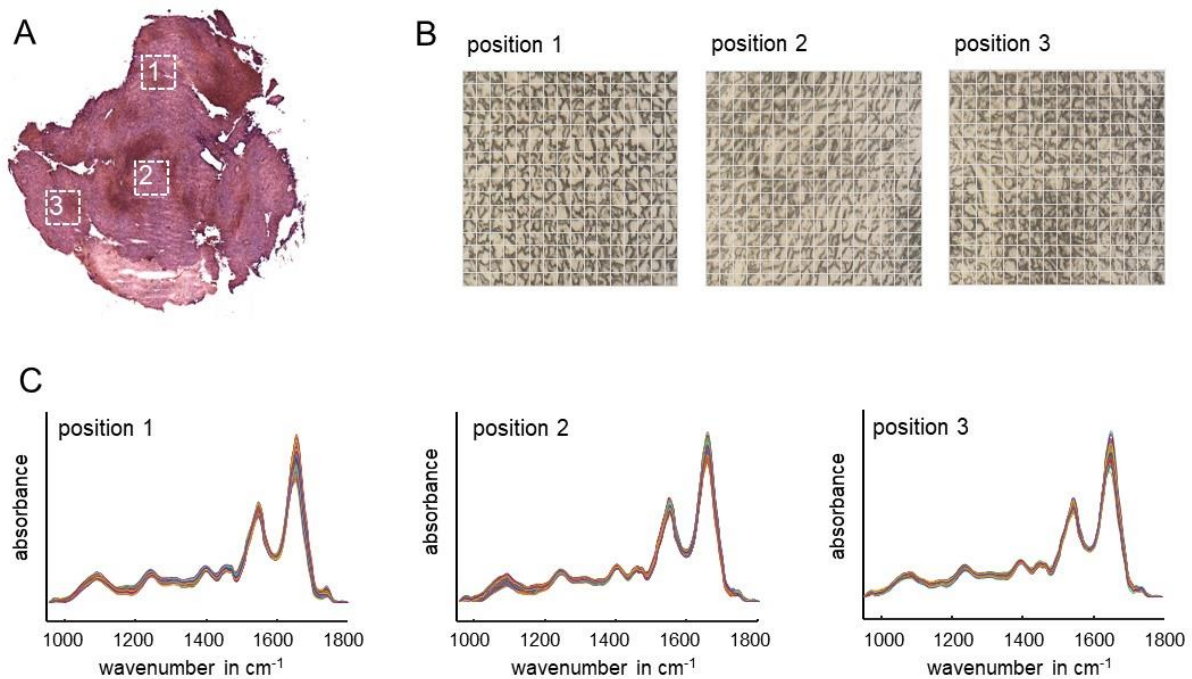 A
1
2
3
B
position 1
position 2
position 3
C
position 1
absorbance
1000 1200 1400 1600 1800
wavenumber in cm-1
position 2
absorbance
1000 1200 1400 1600 1800
wavenumber in cm-1
position 3
absorbance
1000 1200 1400 1600 1800
wavenumber in cm-1